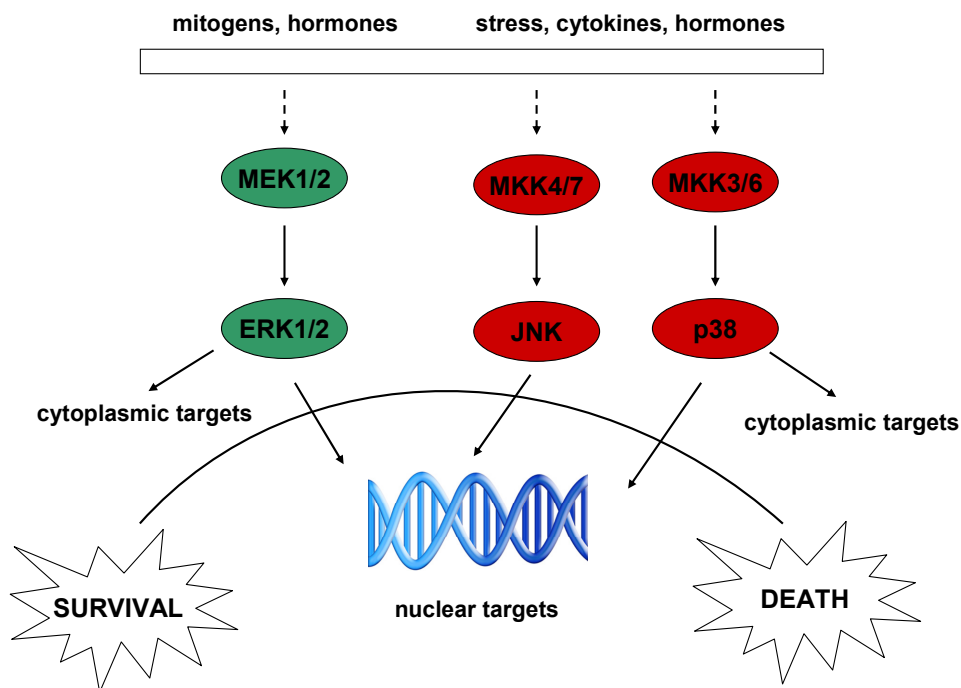 mitogens, hormones
stress, cytokines, hormones
MEK1/2
MKK4/7
MKK3/6
ERK1/2
JNK
p38
cytoplasmic targets
cytoplasmic targets
SURVIVAL
nuclear targets
DEATH